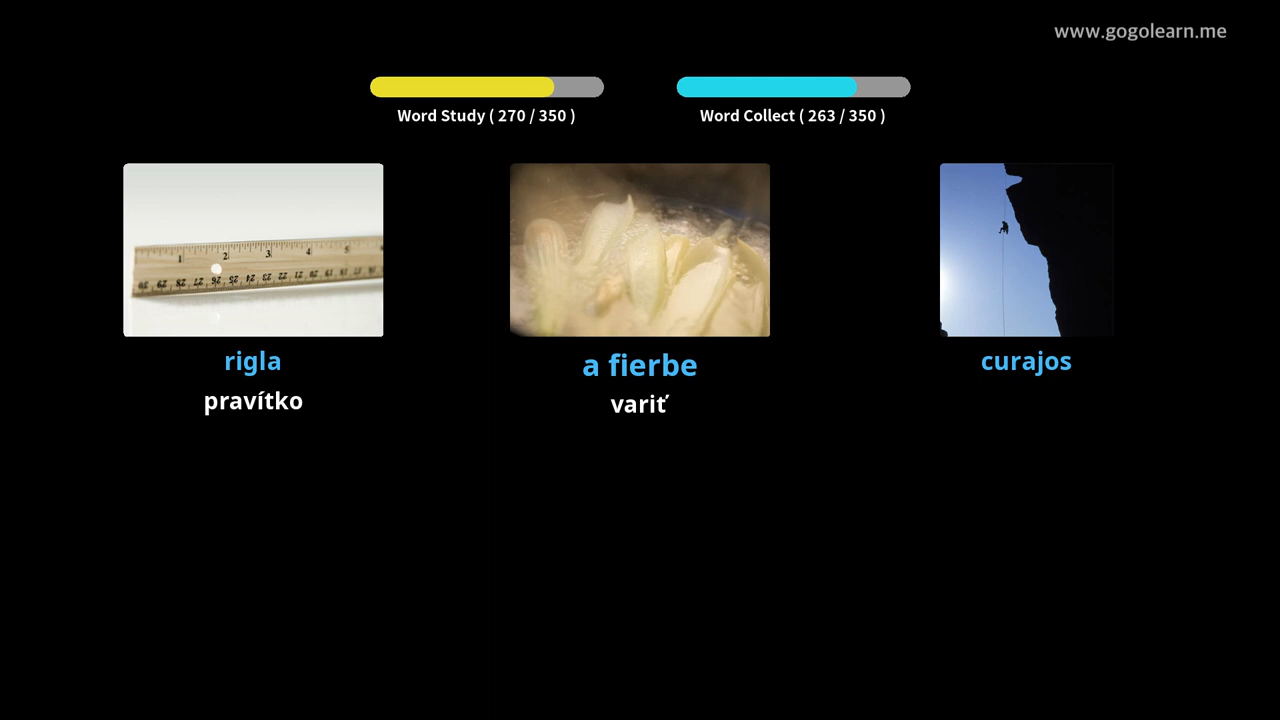 www.gogolearn.me
Word Study ( 270 / 350 )
Word Collect ( 263 / 350 )
rigla
a fierbe
curajos
pravítko
variť